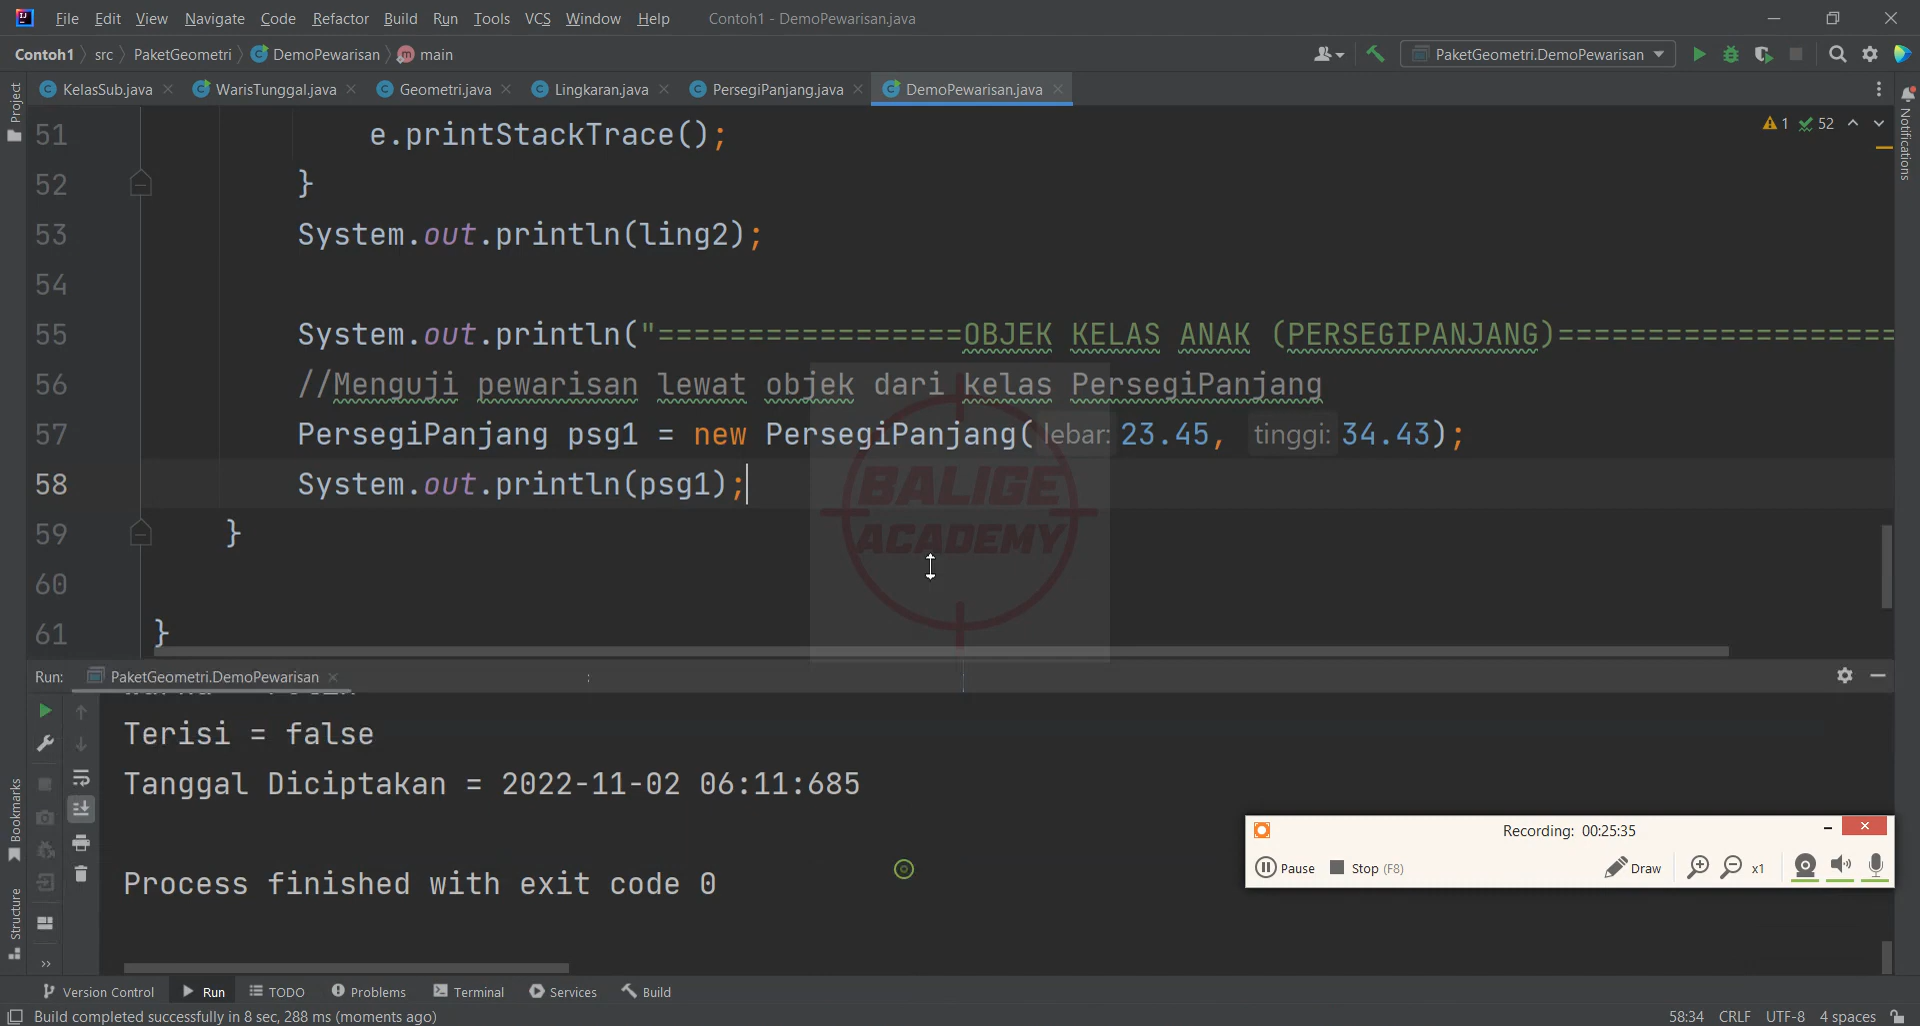 File Edit View Navigate Code Refactor Build Run Tools VCS Window Help Contoh1 - DemoPewarisan.java
Contoh1 src PaketGeometri DemoPewarisan main PaketGeometri.DemoPewarisan
Project KelasSub.java WarisTunggal.java Geometri.java Lingkaran.java PersegiPanjang.java DemoPewarisan.java
Notifications
1 52
51 e.printStackTrace();
52 }
53 System.out.println(ling2);
54
55 System.out.println("=================OBJEK KELAS ANAK (PERSEGIPANJANG)===================
56 //Menguji pewarisan lewat objek dari kelas PersegiPanjang
57 PersegiPanjang psg1 = new PersegiPanjang( lebar: 23.45, tinggi: 34.43);
58 System.out.println(psg1);
59 }
60
61 }
BALIGE
ACADEMY
Run: PaketGeometri.DemoPewarisan
Terisi = false
Tanggal Diciptakan = 2022-11-02 06:11:685
Process finished with exit code 0
Recording: 00:25:35
Pause Stop (F8) Draw x1
Bookmarks
Structure
Version Control Run TODO Problems Terminal Services Build
Build completed successfully in 8 sec, 288 ms (moments ago) 58:34 CRLF UTF-8 4 spaces